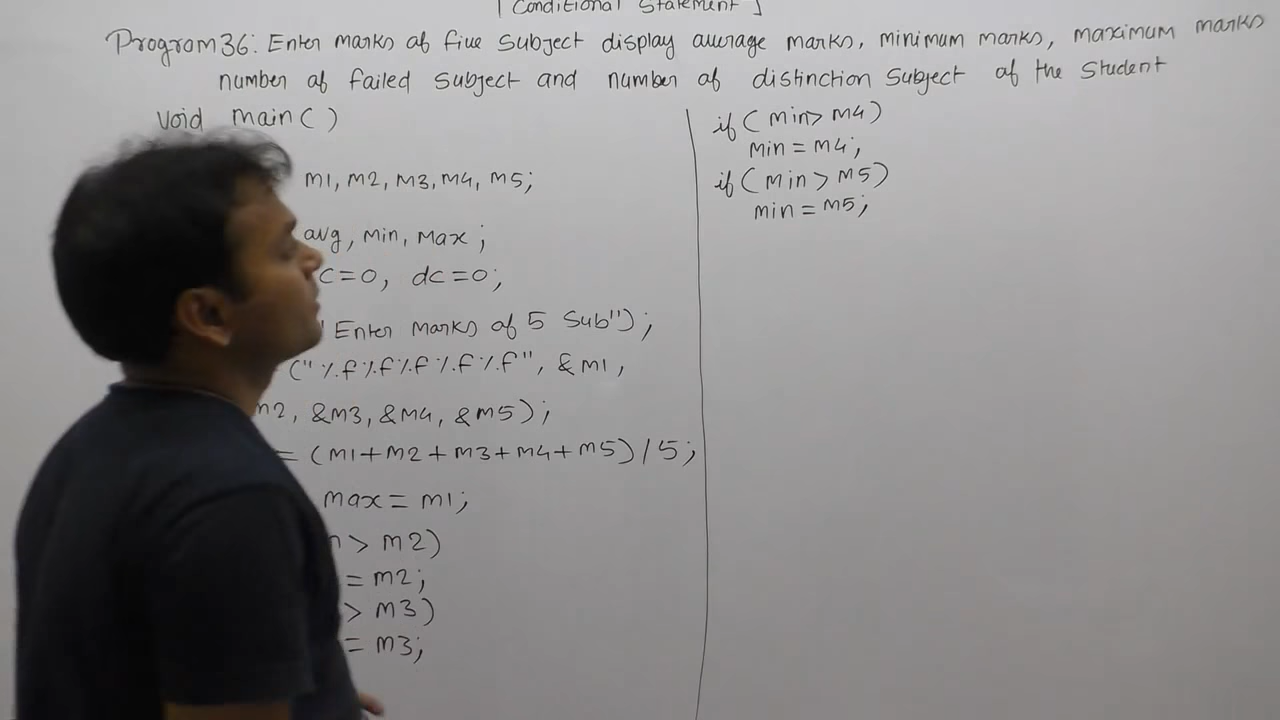 [Conditional Statement]
Program 36: Enter marks of five Subject display average marks, minimum marks, maximum marks
number of failed Subject and number of distinction Subject of the Student
void main( )
m1, m2, m3, m4, m5;
avg, min, max;
c=0, dc=0;
Enter marks of 5 Sub");
("%f%f%f%f%f", &m1,
m2, &m3, &m4, &m5);
= (m1+m2+m3+m4+m5)/5;
max = m1;
> m2)
= m2;
> m3)
= m3;
if(min> m4)
min = m4;
if(min > m5)
min = m5;